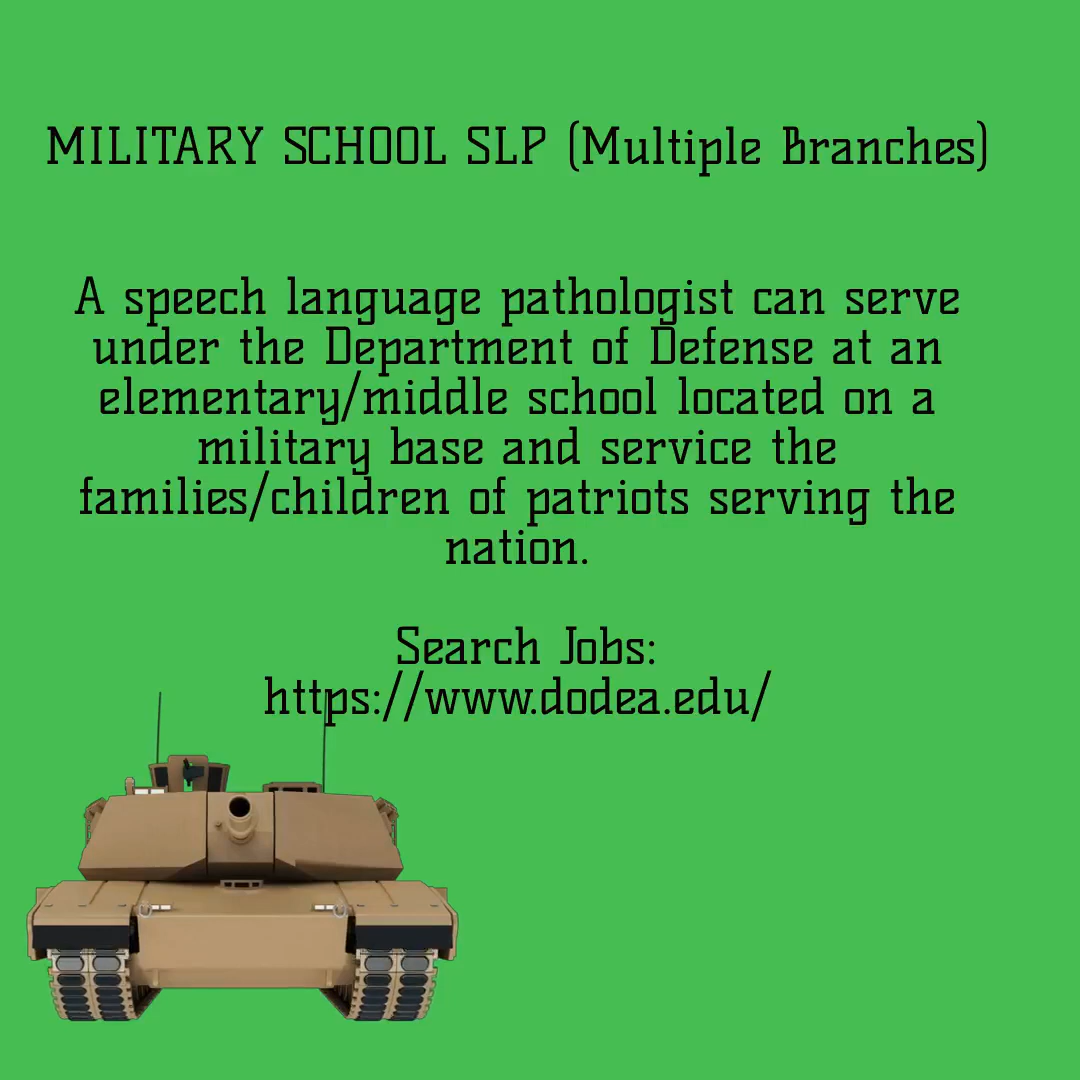 MILITARY SCHOOL SLP (Multiple Branches)
A speech language pathologist can serve
under the Department of Defense at an
elementary/middle school located on a
military base and service the
families/children of patriots serving the
nation.
Search Jobs:
https://www.dodea.edu/